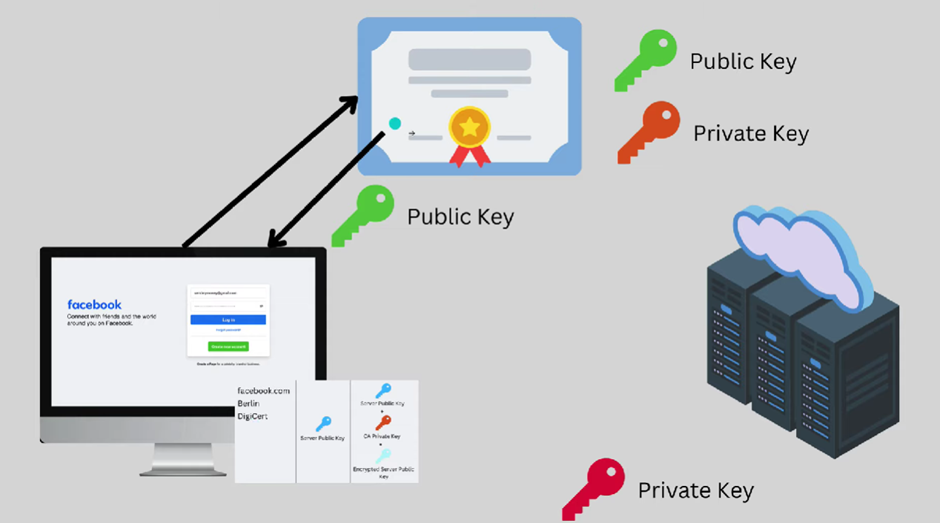 Public Key
Private Key
Public Key
facebook
Connect with friends and the world
around you on Facebook.
Log In
facebook.com
Berlin
DigiCert
Server Public Key
Server Public Key
+
CA Private Key
Encrypted Server Public
Key
Private Key